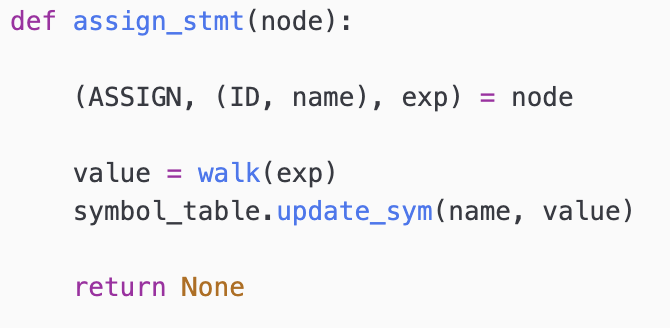 def assign_stmt(node):
    (ASSIGN, (ID, name), exp) = node
    value = walk(exp)
    symbol_table.update_sym(name, value)
    return None